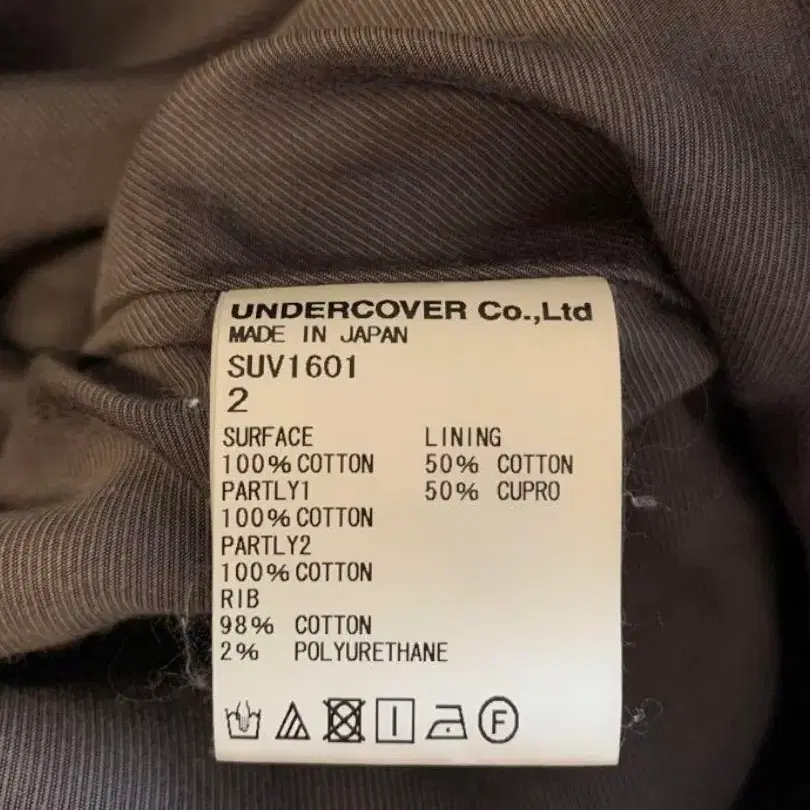 UNDERCOVER Co.,Ltd
MADE IN JAPAN
SUV1601
2
SURFACE
100% COTTON
PARTLY1
100% COTTON
PARTLY2
100% COTTON
RIB
98% COTTON
2% POLYURETHANE
LINING
50% COTTON
50% CUPRO
F